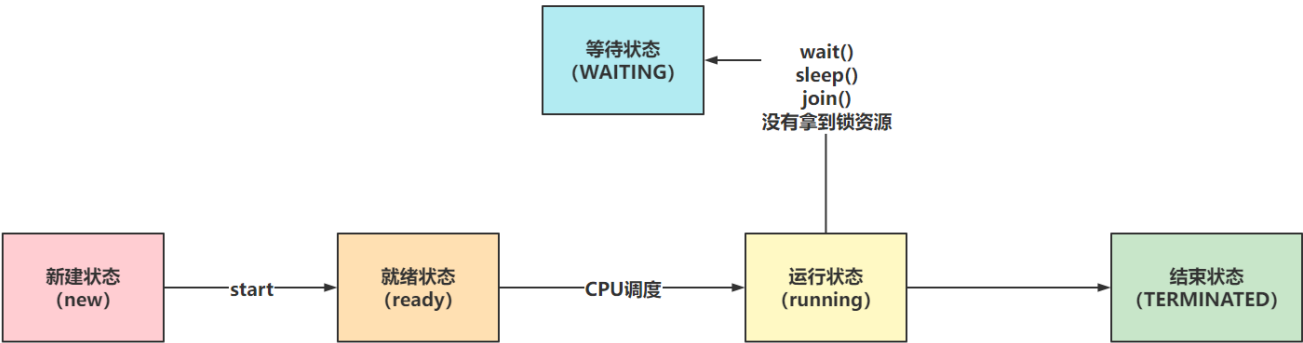 等待状态
（WAITING）
wait()
sleep()
join()
没有拿到锁资源
新建状态
（new）
start
就绪状态
（ready）
CPU调度
运行状态
（running）
结束状态
（TERMINATED）